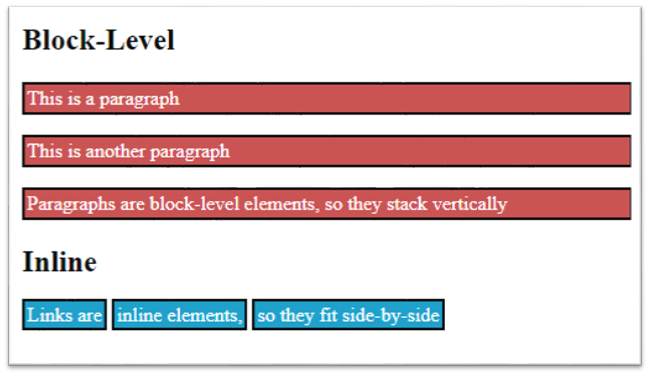 Block-Level
This is a paragraph
This is another paragraph
Paragraphs are block-level elements, so they stack vertically
Inline
Links are inline elements, so they fit side-by-side